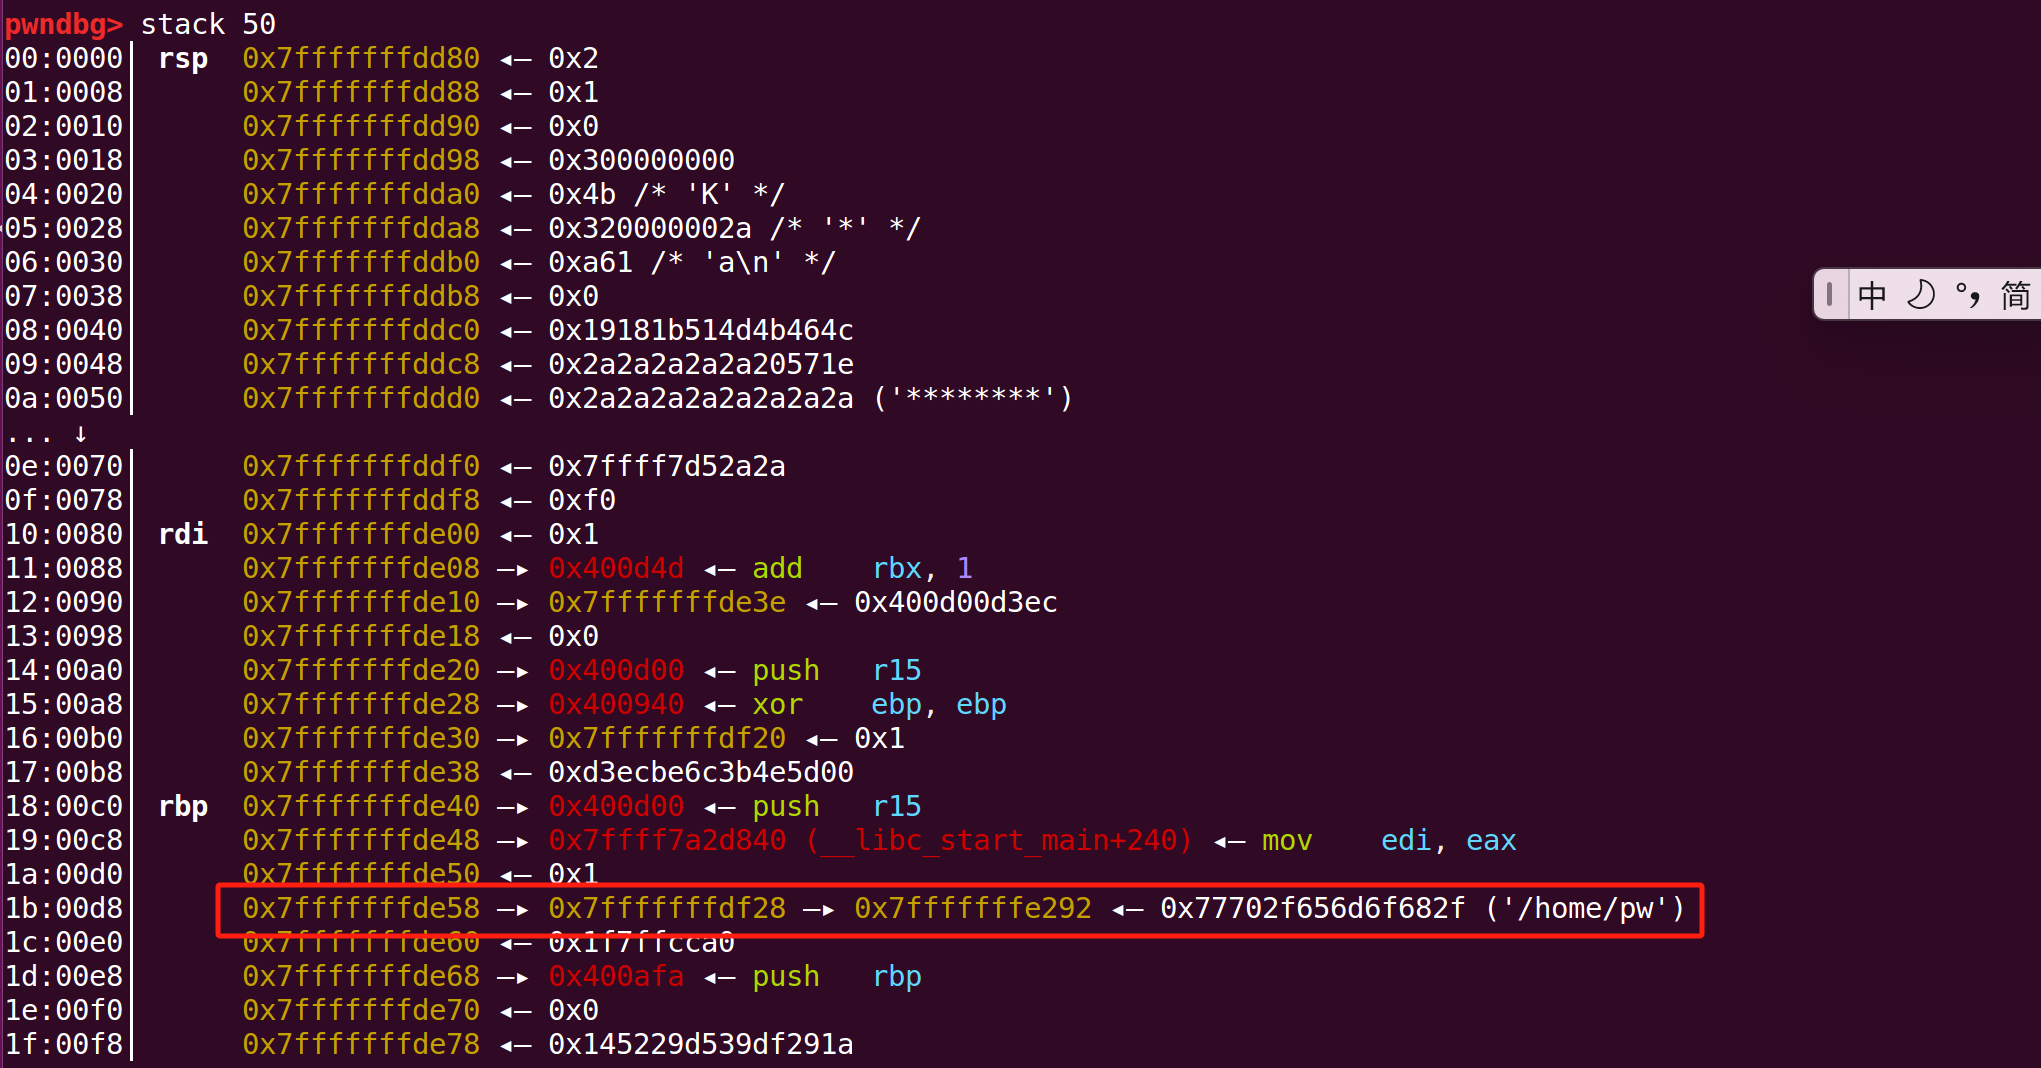 pwndbg> stack 50
00:0000│ rsp 0x7fffffffdd80 ◂— 0x2
01:0008│ 0x7fffffffdd88 ◂— 0x1
02:0010│ 0x7fffffffdd90 ◂— 0x0
03:0018│ 0x7fffffffdd98 ◂— 0x300000000
04:0020│ 0x7fffffffdda0 ◂— 0x4b /* 'K' */
05:0028│ 0x7fffffffdda8 ◂— 0x320000002a /* '*' */
06:0030│ 0x7fffffffddb0 ◂— 0xa61 /* 'a\n' */
07:0038│ 0x7fffffffddb8 ◂— 0x0
08:0040│ 0x7fffffffddc0 ◂— 0x19181b514d4b464c
09:0048│ 0x7fffffffddc8 ◂— 0x2a2a2a2a2a20571e
0a:0050│ 0x7fffffffddd0 ◂— 0x2a2a2a2a2a2a2a2a ('********')
... ↓
0e:0070│ 0x7fffffffddf0 ◂— 0x7ffff7d52a2a
0f:0078│ 0x7fffffffddf8 ◂— 0xf0
10:0080│ rdi 0x7fffffffde00 ◂— 0x1
11:0088│ 0x7fffffffde08 —▸ 0x400d4d ◂— add rbx, 1
12:0090│ 0x7fffffffde10 —▸ 0x7fffffffde3e ◂— 0x400d00d3ec
13:0098│ 0x7fffffffde18 ◂— 0x0
14:00a0│ 0x7fffffffde20 —▸ 0x400d00 ◂— push r15
15:00a8│ 0x7fffffffde28 —▸ 0x400940 ◂— xor ebp, ebp
16:00b0│ 0x7fffffffde30 —▸ 0x7fffffffdf20 ◂— 0x1
17:00b8│ 0x7fffffffde38 ◂— 0xd3ecbe6c3b4e5d00
18:00c0│ rbp 0x7fffffffde40 —▸ 0x400d00 ◂— push r15
19:00c8│ 0x7fffffffde48 —▸ 0x7ffff7a2d840 (__libc_start_main+240) ◂— mov edi, eax
1a:00d0│ 0x7fffffffde50 ◂— 0x1
1b:00d8│ 0x7fffffffde58 —▸ 0x7fffffffdf28 —▸ 0x7fffffffe292 ◂— 0x77702f656d6f682f ('/home/pw')
1c:00e0│ 0x7fffffffde60 ◂— 0x1f7ffcca0
1d:00e8│ 0x7fffffffde68 —▸ 0x400afa ◂— push rbp
1e:00f0│ 0x7fffffffde70 ◂— 0x0
1f:00f8│ 0x7fffffffde78 ◂— 0x145229d539df291a
中 °, 简